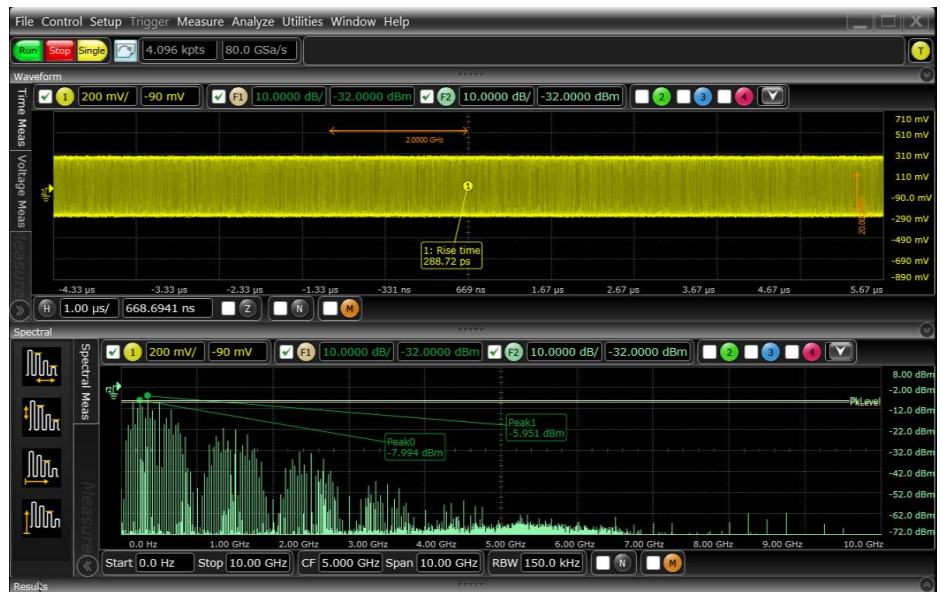 File Control Setup Trigger Measure Analyze Utilities Window Help
Run Stop Single 4.096 kpts 80.0 GSa/s T
Waveform
Time Meas
Voltage Meas
Measure
1 200 mV/ -90 mV F1 10.0000 dB/ -32.0000 dBm F2 10.0000 dB/ -32.0000 dBm 2 3 4
710 mV
510 mV
310 mV
110 mV
-90.0 mV
-290 mV
-490 mV
-690 mV
-890 mV
2.0000 GHz
1
1: Rise time
288.72 ps
-4.33 µs -3.33 µs -2.33 µs -1.33 µs -331 ns 669 ns 1.67 µs 2.67 µs 3.67 µs 4.67 µs 5.67 µs
H 1.00 µs/ 668.6941 ns Z N M
Spectral
Spectral Meas
Measure
1 200 mV/ -90 mV F1 10.0000 dB/ -32.0000 dBm F2 10.0000 dB/ -32.0000 dBm 2 3 4
8.00 dBm
-2.00 dBm
-12.0 dBm
-22.0 dBm
-32.0 dBm
-42.0 dBm
-52.0 dBm
-62.0 dBm
-72.0 dBm
PkLevel
Peak1
-5.951 dBm
Peak0
-7.994 dBm
0.0 Hz 1.00 GHz 2.00 GHz 3.00 GHz 4.00 GHz 5.00 GHz 6.00 GHz 7.00 GHz 8.00 GHz 9.00 GHz 10.0 GHz
Start 0.0 Hz Stop 10.00 GHz CF 5.000 GHz Span 10.00 GHz RBW 150.0 kHz N M
Results